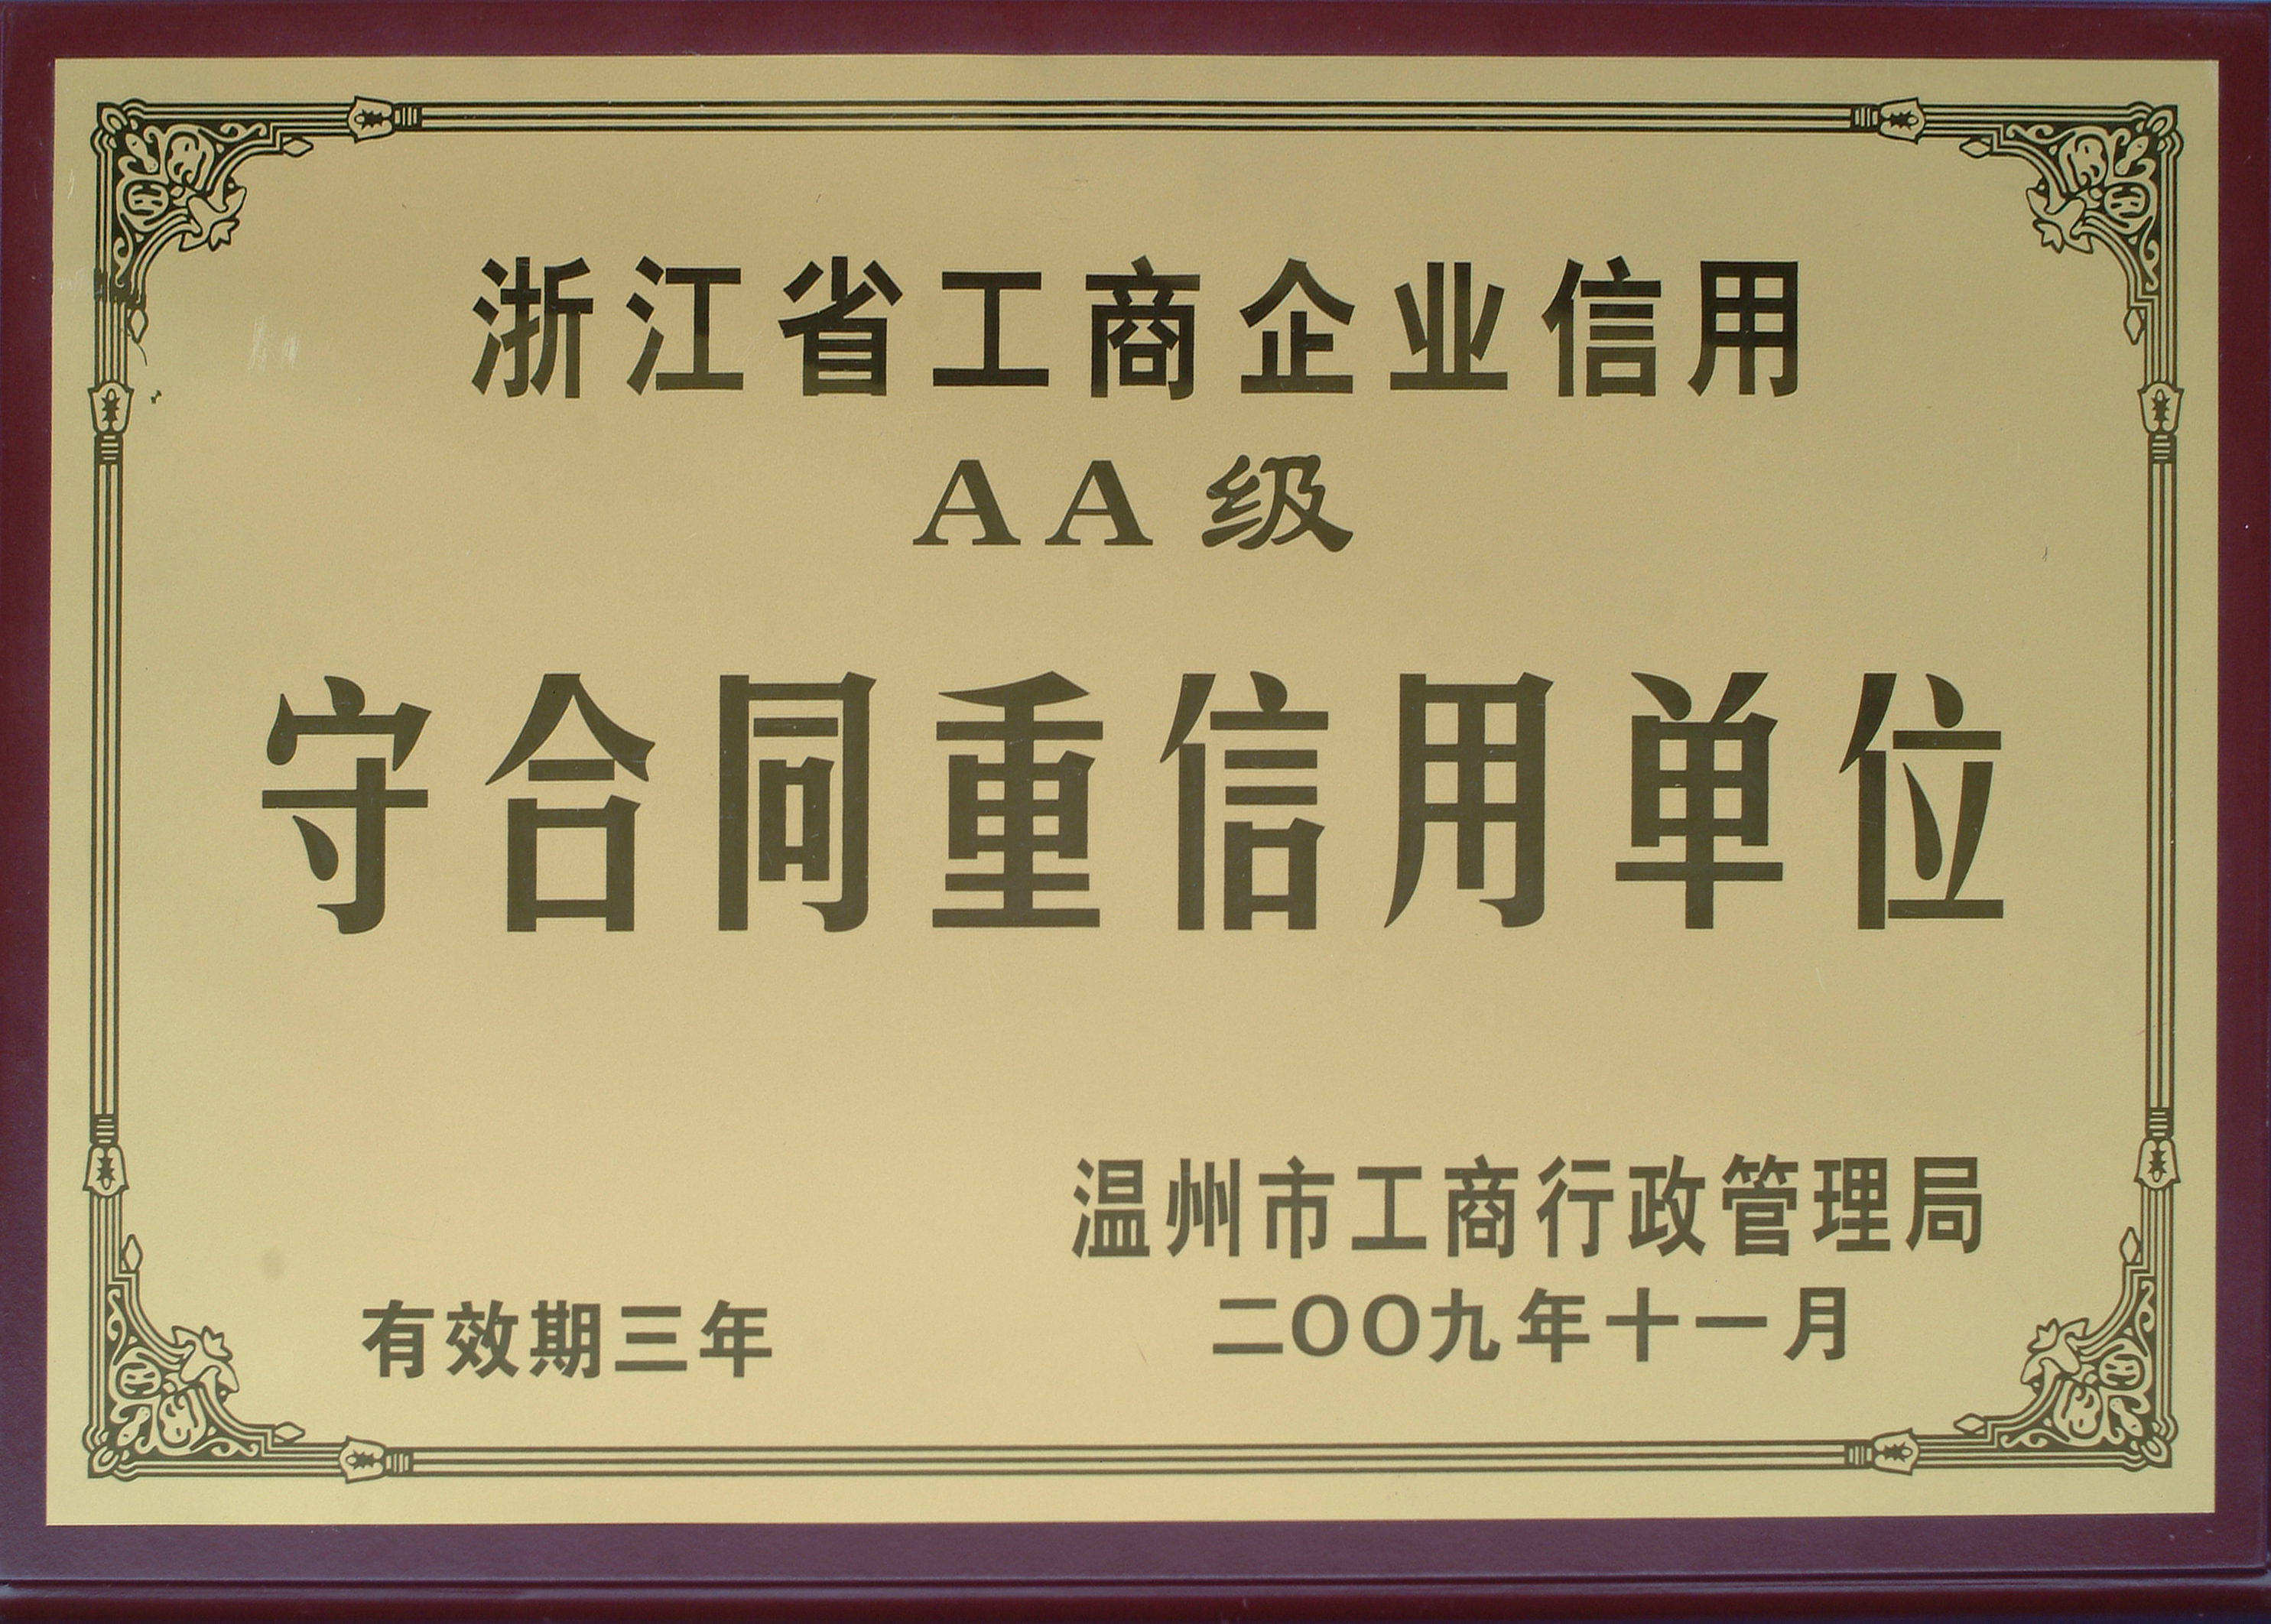 浙江省工商企业信用
AA级
守合同重信用单位
温州市工商行政管理局
有效期三年
二〇〇九年十一月